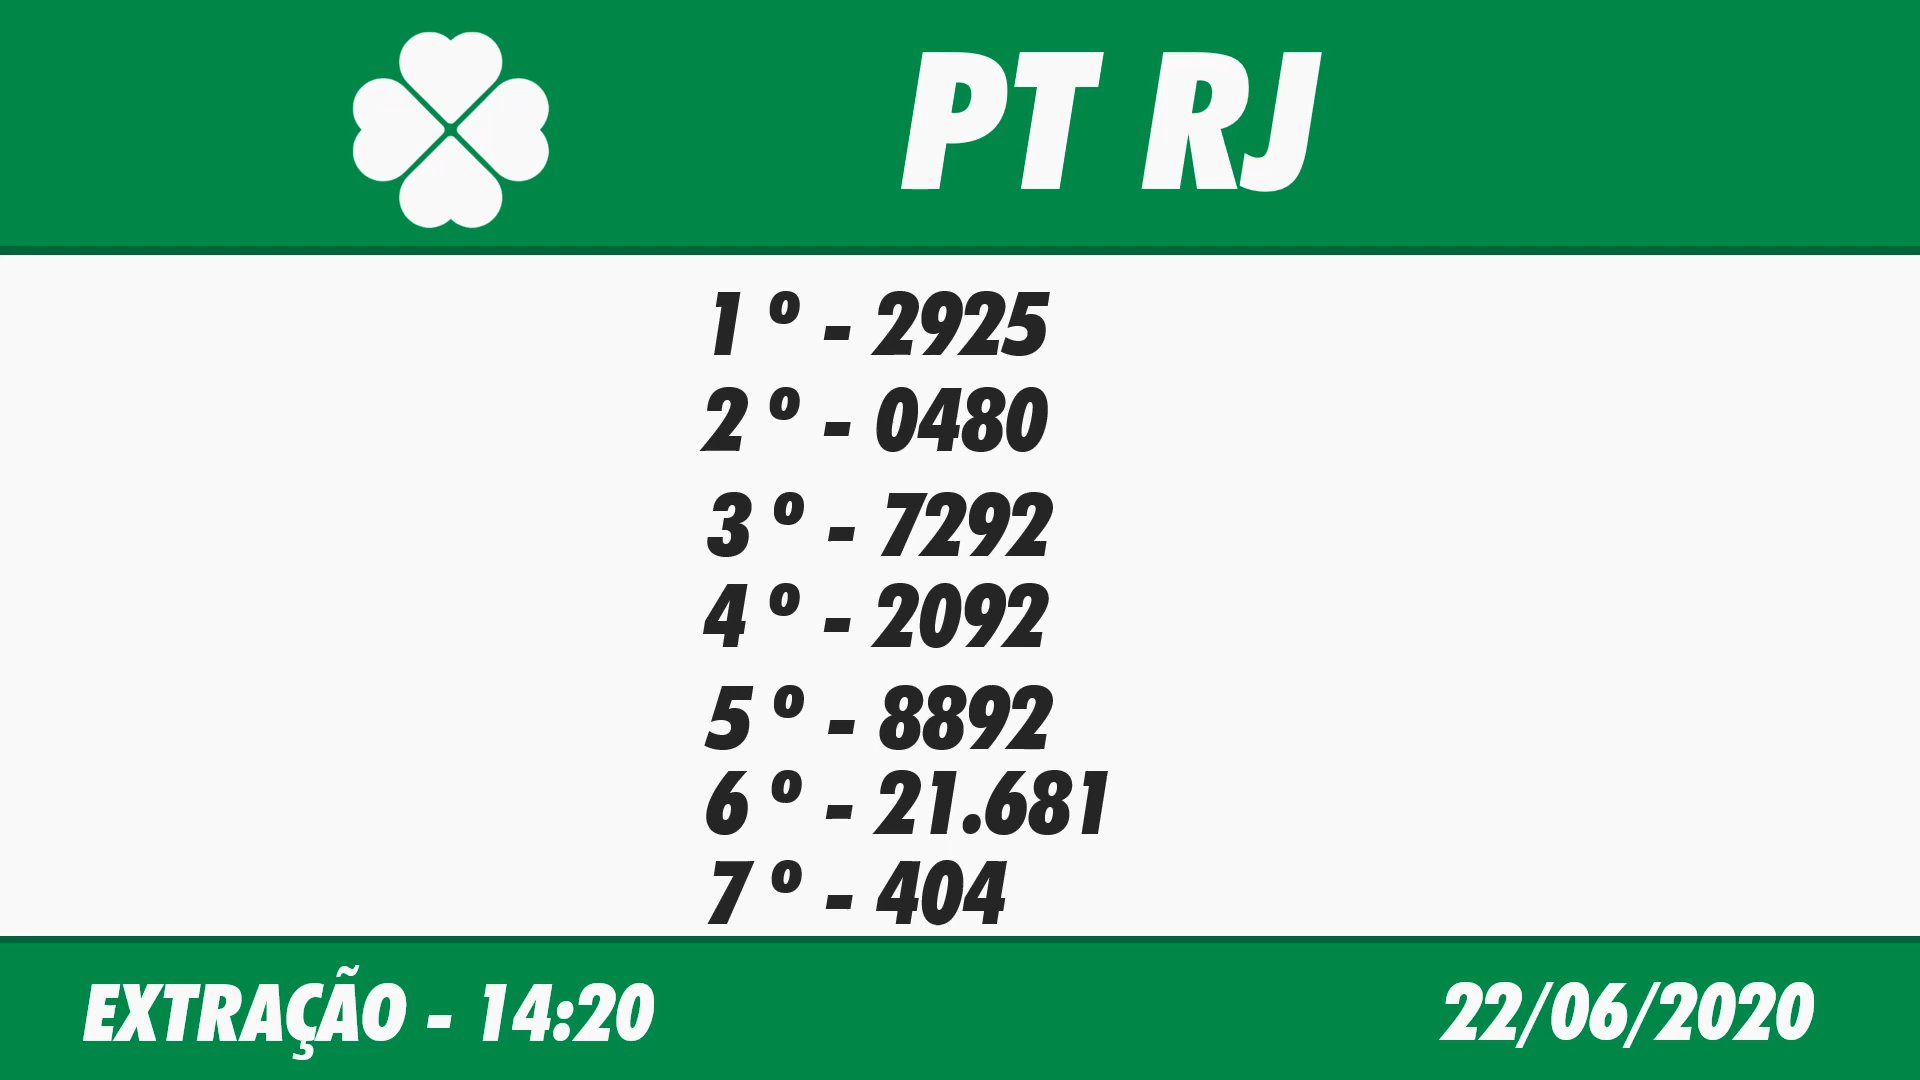 PT RJ
1 º - 2925
2 º - 0480
3 º - 7292
4 º - 2092
5 º - 8892
6 º - 21.681
7 º - 404
EXTRAÇÃO - 14:20
22/06/2020